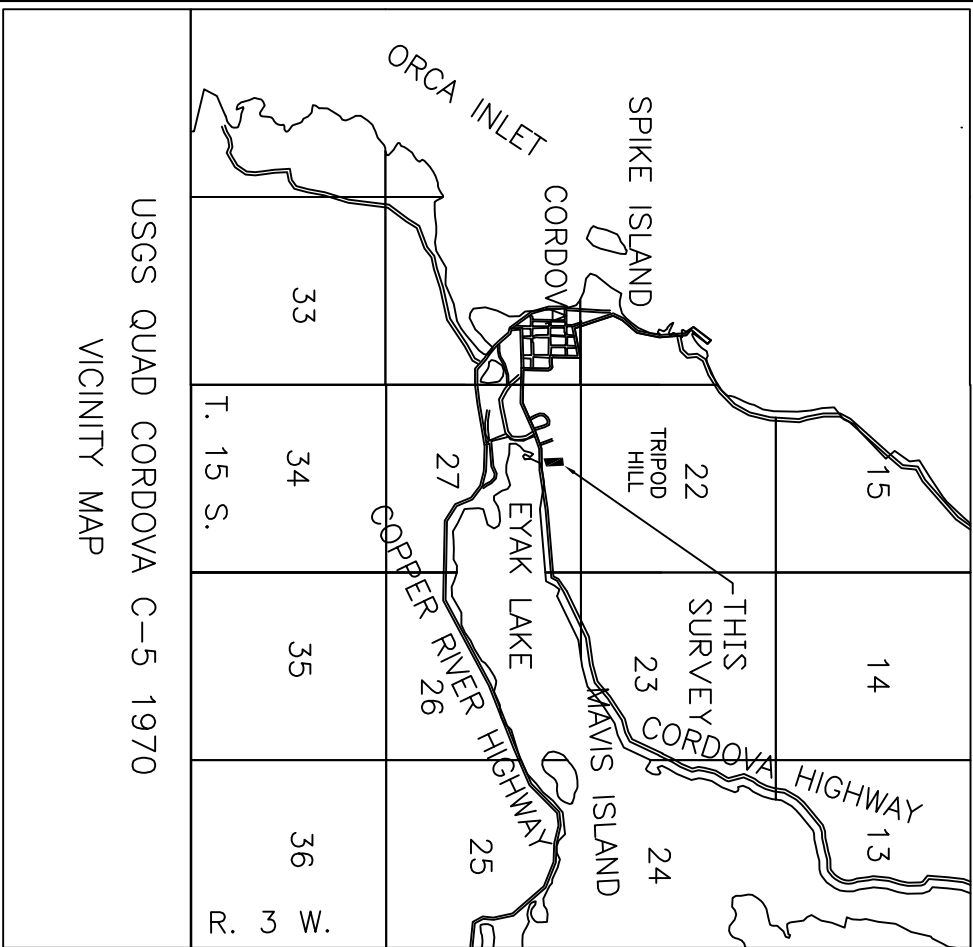 ORCA INLET
SPIKE ISLAND
CORDOV
15
14
13
22
TRIPOD
HILL
THIS
SURVEY
23
24
CORDOVA HIGHWAY
MAVIS ISLAND
EYAK LAKE
27
26
25
COPPER RIVER HIGHWAY
33
34
35
36
T. 15 S.
R. 3 W.
USGS QUAD CORDOVA C-5 1970
VICINITY MAP